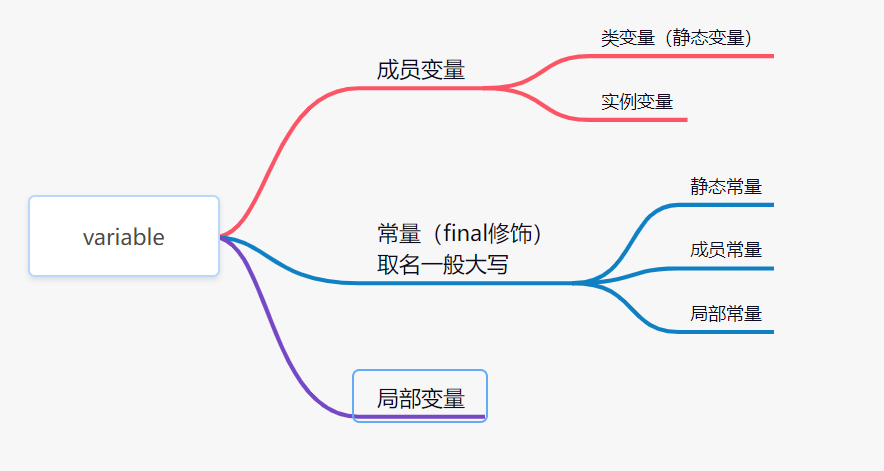 类变量（静态变量）
成员变量
实例变量
variable
常量（final修饰）
取名一般大写
静态常量
成员常量
局部常量
局部变量